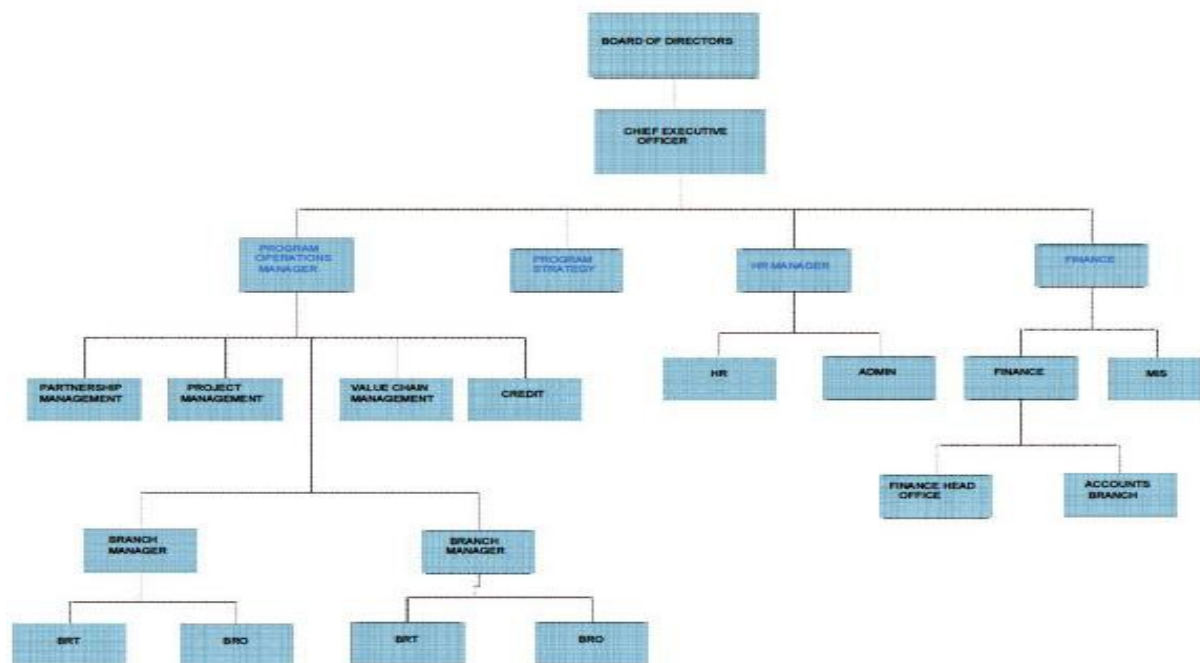 BOARD OF DIRECTORS
CHIEF EXECUTIVE
OFFICER
PROGRAM
OPERATIONS
MANAGER
PROGRAM
STRATEGY
HR MANAGER
FINANCE
PARTNERSHIP
MANAGEMENT
PROJECT
MANAGEMENT
VALUE CHAIN
MANAGEMENT
CREDIT
HR
ADMIN
FINANCE
MIS
FINANCE HEAD
OFFICE
ACCOUNTS
BRANCH
BRANCH
MANAGER
BRANCH
MANAGER
BRT
BRO
BRT
BRO